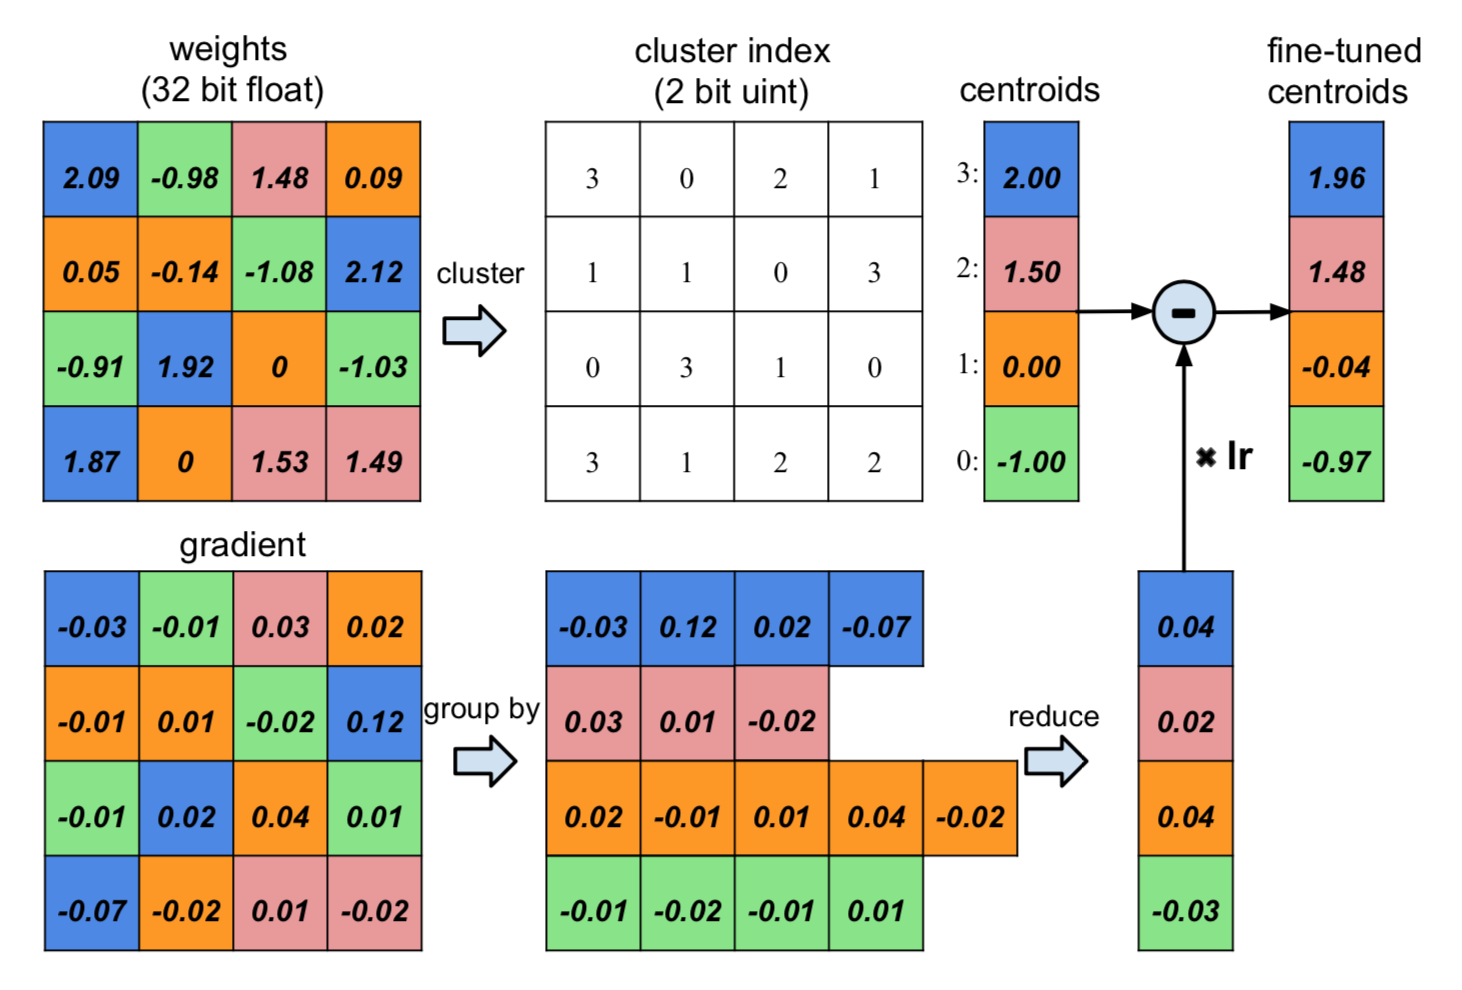 weights
(32 bit float)
cluster index
(2 bit uint)
centroids
fine-tuned
centroids
2.09 -0.98 1.48 0.09
3 0 2 1
3: 2.00
1.96
0.05 -0.14 -1.08 2.12
cluster
1 1 0 3
2: 1.50
1.48
-0.91 1.92 0 -1.03
0 3 1 0
1: 0.00
-
-0.04
1.87 0 1.53 1.49
3 1 2 2
0: -1.00
× lr
-0.97
gradient
-0.03 -0.01 0.03 0.02
-0.03 0.12 0.02 -0.07
0.04
-0.01 0.01 -0.02 0.12
group by
0.03 0.01 -0.02
reduce
0.02
-0.01 0.02 0.04 0.01
0.02 -0.01 0.01 0.04 -0.02
0.04
-0.07 -0.02 0.01 -0.02
-0.01 -0.02 -0.01 0.01
-0.03